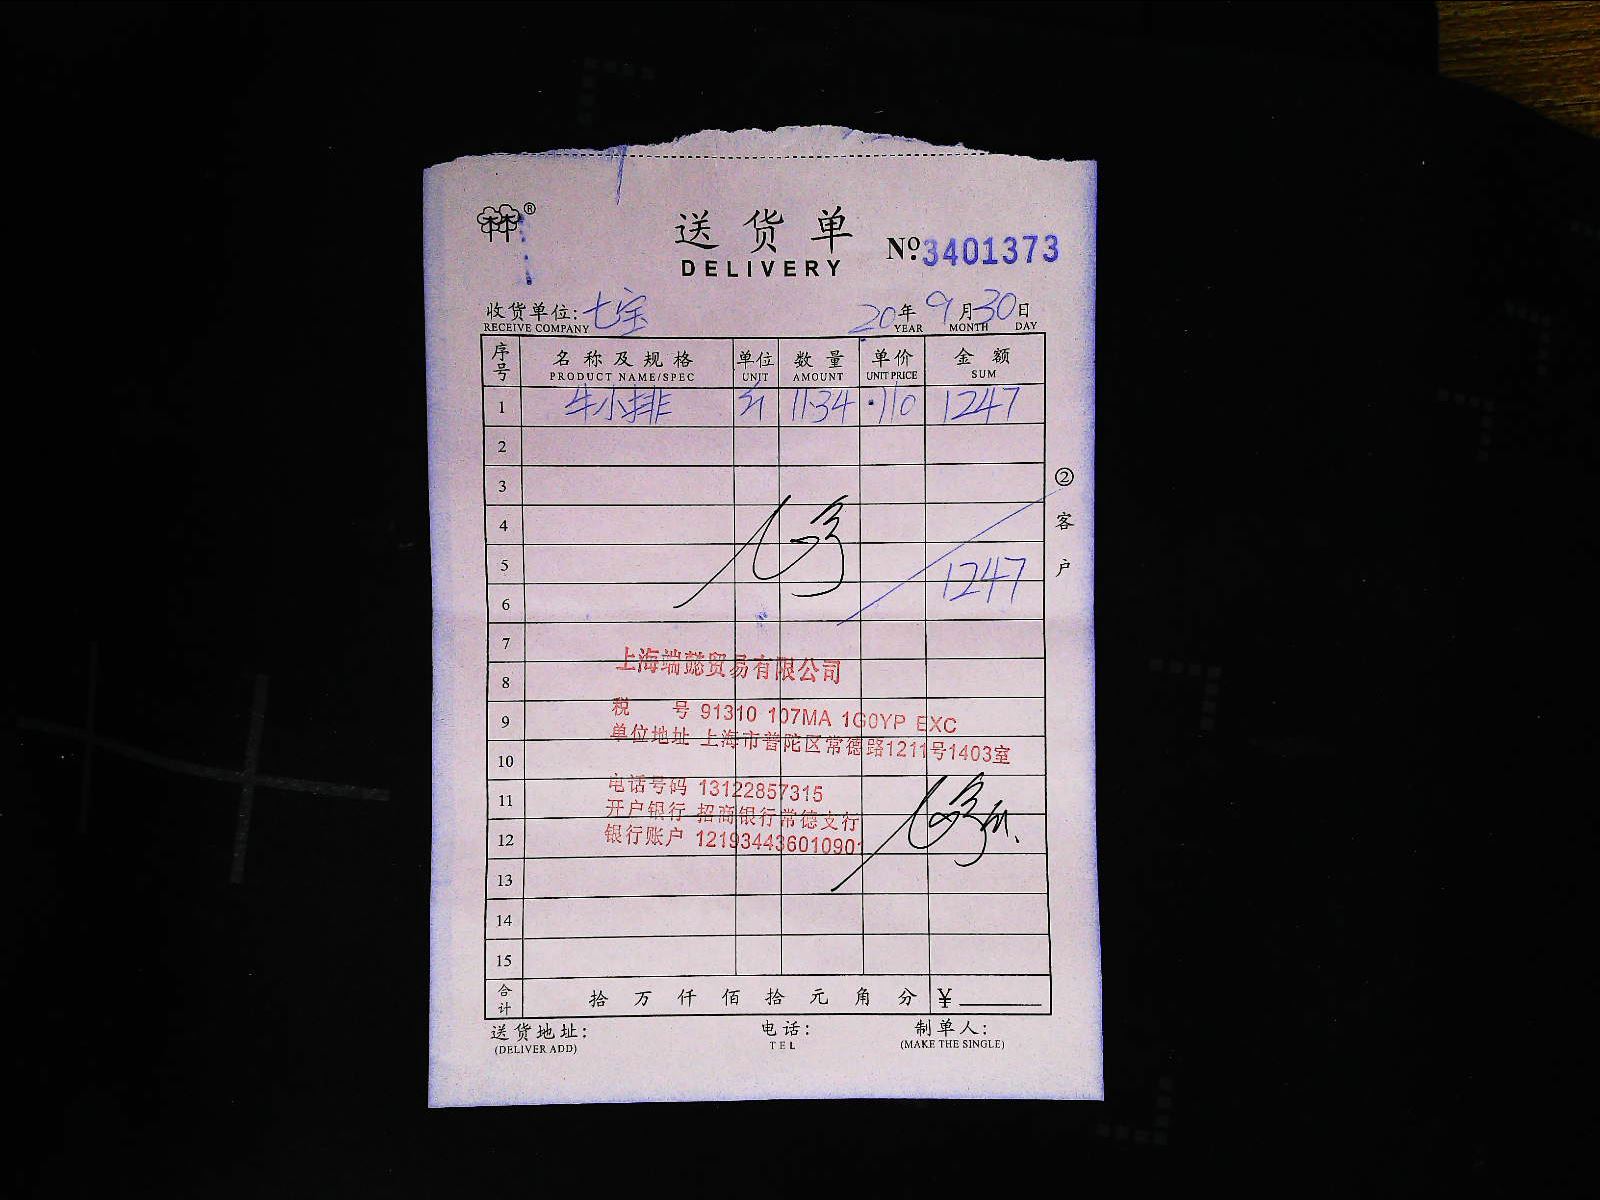 ®
送货单
DELIVERY
No.3401373
收货单位: 七宝 20年9月30日
RECEIVE COMPANY YEAR MONTH DAY
序号 名称及规格 单位 数量 单价 金额
PRODUCT NAME/SPEC UNIT AMOUNT UNIT PRICE SUM
1 牛小排 斤 11.34 110 1247
2
3
② 客户
4
5
1247
6
7
上海端懿贸易有限公司
8
税 号 91310 107MA 1G0YP EXC
9
单位地址 上海市普陀区常德路1211号1403室
10
电话号码 13122857315
11
开户银行 招商银行常德支行
银行账户 121934436010901
12
13
14
15
合计 拾 万 仟 佰 拾 元 角 分 ¥
送货地址: 电话: 制单人:
(DELIVER ADD) TEL (MAKE THE SINGLE)